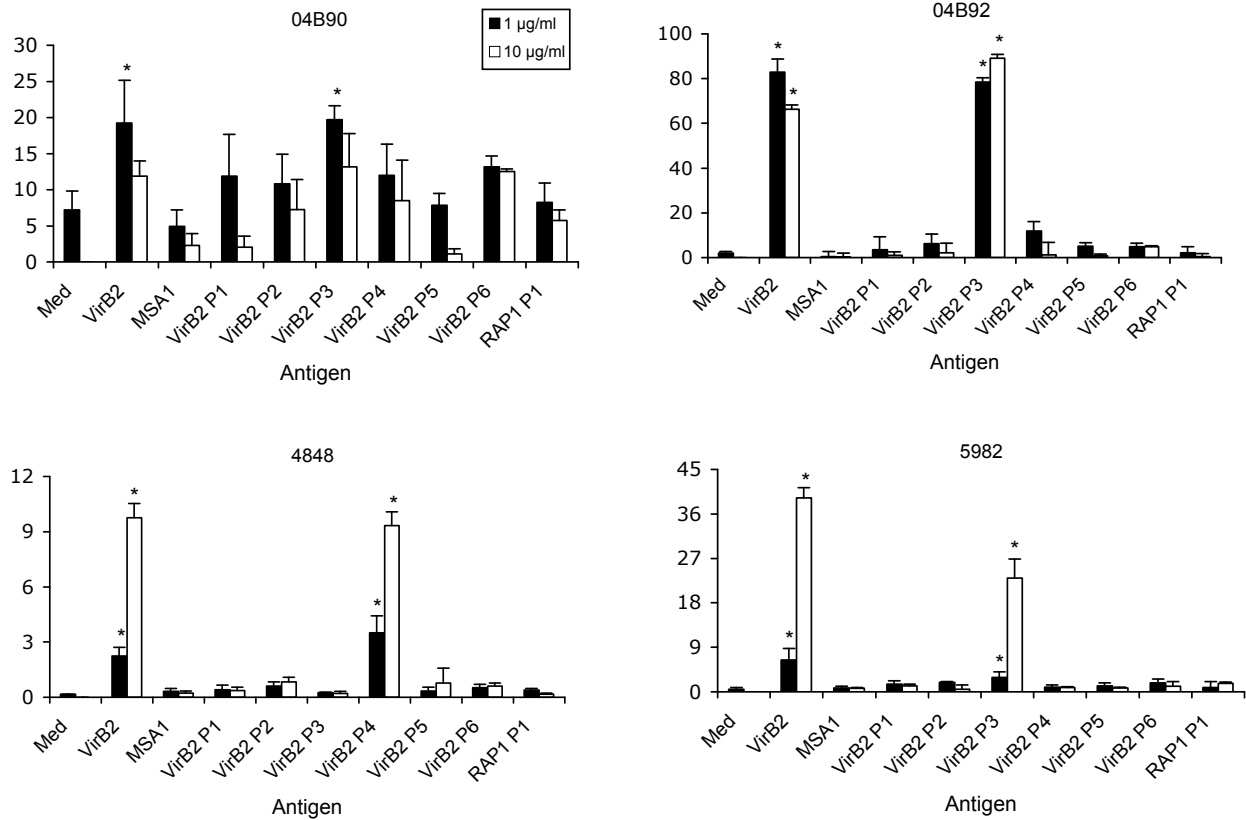 04B90
1 µg/ml
10 µg/ml
30
25
20
15
10
5
0
*
*
Med
VirB2
MSA1
VirB2 P1
VirB2 P2
VirB2 P3
VirB2 P4
VirB2 P5
VirB2 P6
RAP1 P1
Antigen
04B92
100
80
60
40
20
0
*
*
*
*
Med
VirB2
MSA1
VirB2 P1
VirB2 P2
VirB2 P3
VirB2 P4
VirB2 P5
VirB2 P6
RAP1 P1
Antigen
4848
12
9
6
3
0
*
*
*
*
Med
VirB2
MSA1
VirB2 P1
VirB2 P2
VirB2 P3
VirB2 P4
VirB2 P5
VirB2 P6
RAP1 P1
Antigen
5982
45
36
27
18
9
0
*
*
*
*
Med
VirB2
MSA1
VirB2 P1
VirB2 P2
VirB2 P3
VirB2 P4
VirB2 P5
VirB2 P6
RAP1 P1
Antigen